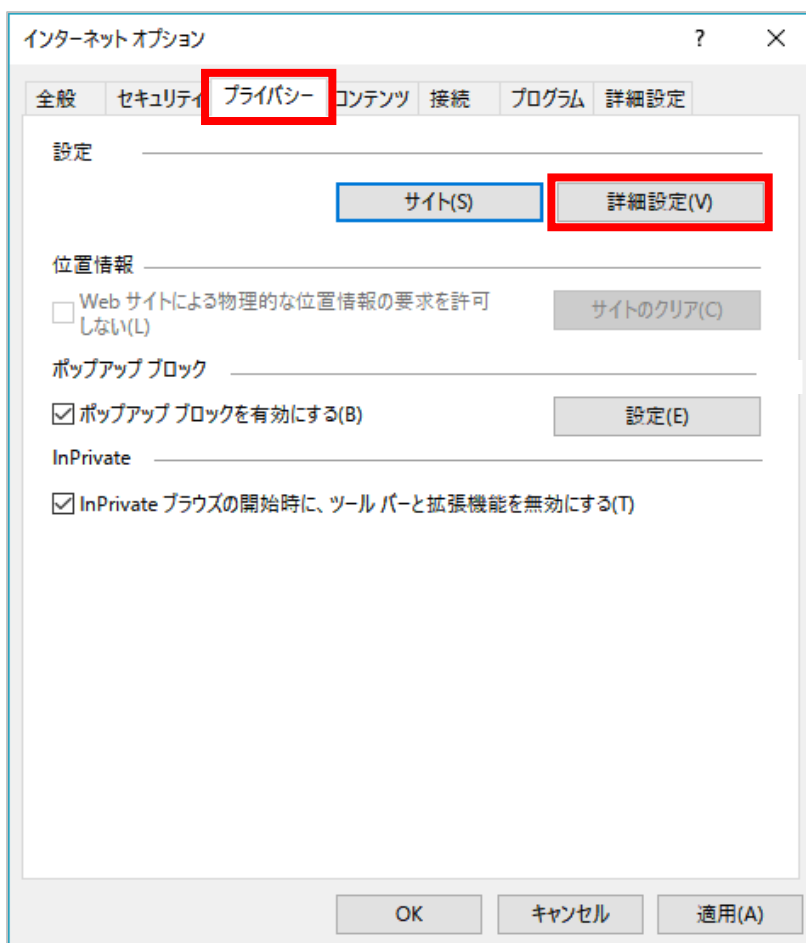 インターネット オプション ?
全般 セキュリティ プライバシー コンテンツ 接続 プログラム 詳細設定
設定
サイト(S) 詳細設定(V)
位置情報
Web サイトによる物理的な位置情報の要求を許可
しない(L)
サイトのクリア(C)
ポップアップ ブロック
ポップアップ ブロックを有効にする(B) 設定(E)
InPrivate
InPrivate ブラウズの開始時に、ツール バーと拡張機能を無効にする(T)
OK キャンセル 適用(A)